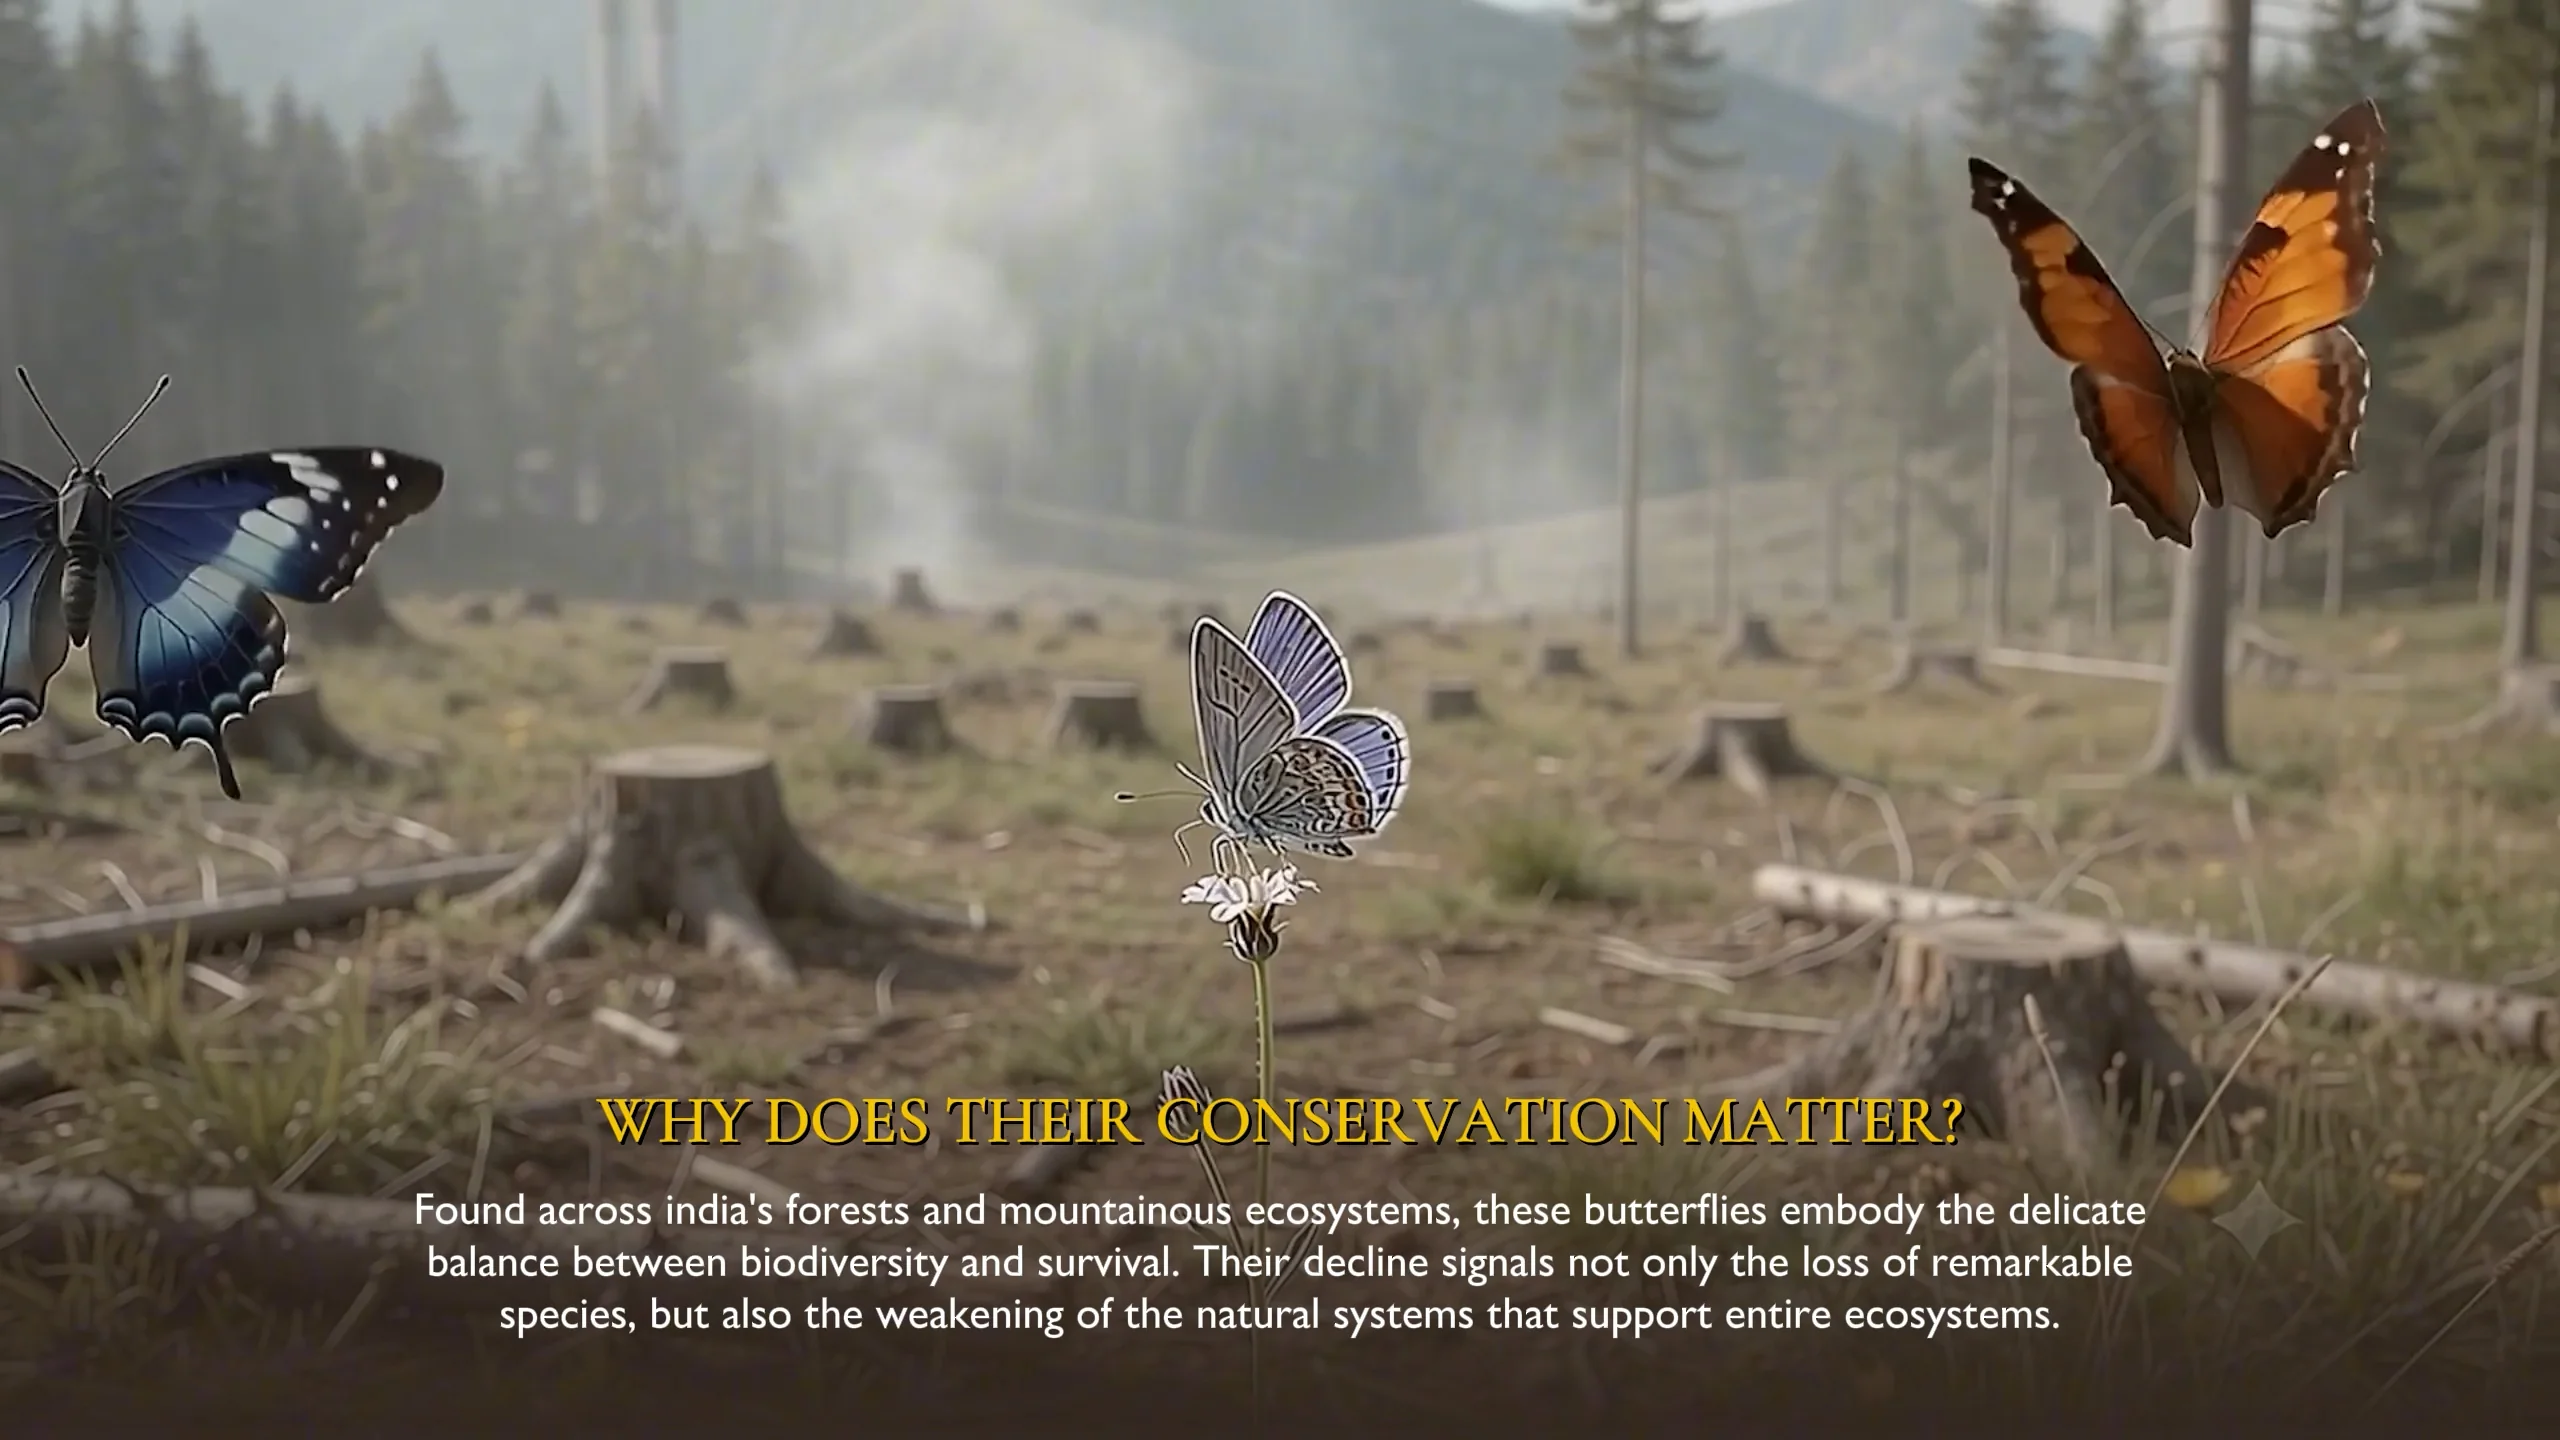 WHY DOES THEIR CONSERVATION MATTER?
Found across india's forests and mountainous ecosystems, these butterflies embody the delicate
balance between biodiversity and survival. Their decline signals not only the loss of remarkable
species, but also the weakening of the natural systems that support entire ecosystems.